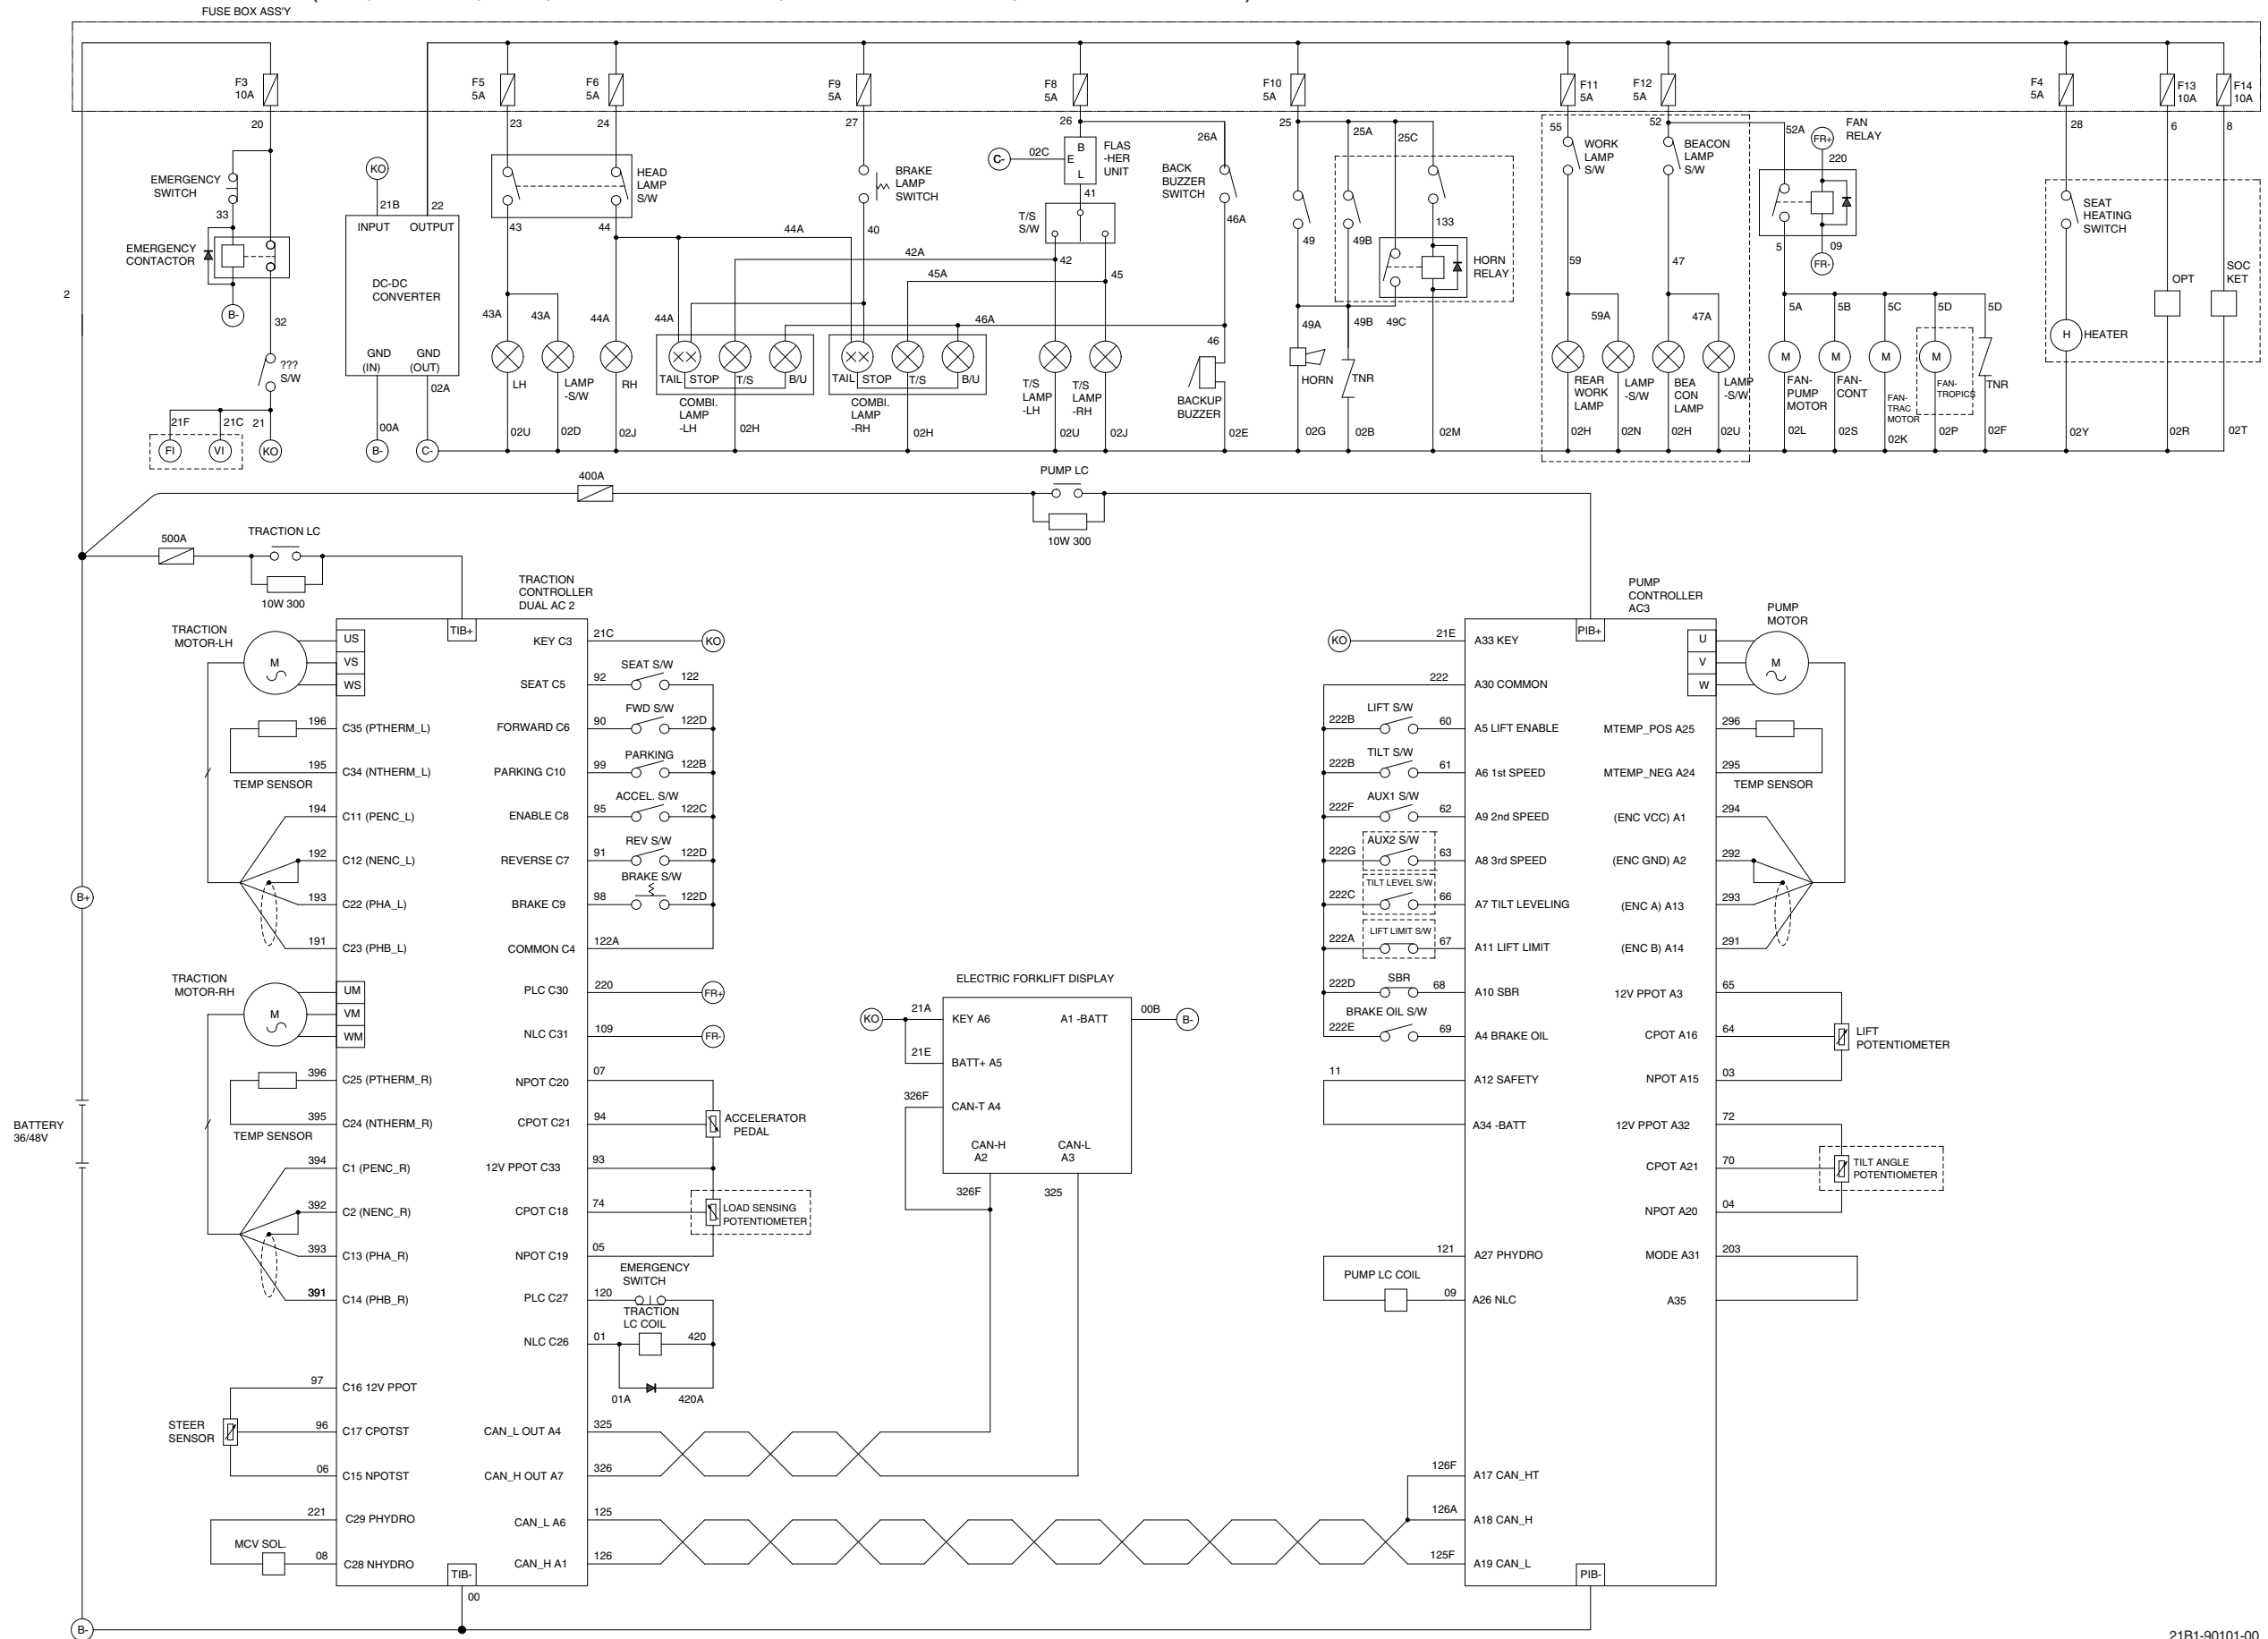 FUSE BOX ASS'Y
F3
10A
F5
5A
F6
5A
F9
5A
F8
5A
F10
5A
F11
5A
F12
5A
F4
5A
F13
10A
F14
10A
20
23
24
27
26
26A
25
25A
25C
55
52
52A
28
6
8
EMERGENCY
SWITCH
33
EMERGENCY
CONTACTOR
B-
32
???
S/W
21F
21C
21
FI
VI
KO
KO
21B
22
INPUT
OUTPUT
DC-DC
CONVERTER
GND
(IN)
GND
(OUT)
02A
00A
B-
C-
HEAD
LAMP
S/W
43
44
44A
43A
43A
44A
44A
LH
LAMP
-S/W
RH
02U
02D
02J
BRAKE
LAMP
SWITCH
40
42A
45A
46A
TAIL
STOP
T/S
B/U
COMBI.
LAMP
-LH
02H
TAIL
STOP
T/S
B/U
COMBI.
LAMP
-RH
02H
C-
02C
B
E
L
FLAS
-HER
UNIT
41
T/S
S/W
42
45
T/S
LAMP
-LH
T/S
LAMP
-RH
02U
02J
BACK
BUZZER
SWITCH
46A
46
BACKUP
BUZZER
02E
49
49B
133
HORN
RELAY
49A
49B
49C
HORN
TNR
02G
02B
02M
WORK
LAMP
S/W
BEACON
LAMP
S/W
59
47
59A
47A
REAR
WORK
LAMP
LAMP
-S/W
BEA
CON
LAMP
LAMP
-S/W
02H
02N
02H
02U
FAN
RELAY
FR+
220
5
09
FR-
5A
5B
5C
5D
5D
M
M
M
M
FAN-
PUMP
MOTOR
FAN-
CONT
FAN-
TRAC
MOTOR
FAN-
TROPICS
TNR
02L
02S
02K
02P
02F
SEAT
HEATING
SWITCH
H
HEATER
OPT
SOC
KET
02Y
02R
02T
2
400A
PUMP LC
10W 300
500A
TRACTION LC
10W 300
B+
BATTERY
36/48V
B-
TRACTION
CONTROLLER
DUAL AC 2
TIB+
TRACTION
MOTOR-LH
M
US
VS
WS
196
C35 (PTHERM_L)
195
C34 (NTHERM_L)
TEMP SENSOR
194
C11 (PENC_L)
192
C12 (NENC_L)
193
C22 (PHA_L)
191
C23 (PHB_L)
TRACTION
MOTOR-RH
M
UM
VM
WM
396
C25 (PTHERM_R)
395
C24 (NTHERM_R)
TEMP SENSOR
394
C1 (PENC_R)
392
C2 (NENC_R)
393
C13 (PHA_R)
391
C14 (PHB_R)
97
C16 12V PPOT
STEER
SENSOR
96
C17 CPOTST
06
C15 NPOTST
221
C29 PHYDRO
MCV SOL.
08
C28 NHYDRO
TIB-
00
KEY C3
21C
KO
SEAT S/W
SEAT C5
92
122
FWD S/W
FORWARD C6
90
122D
PARKING
PARKING C10
99
122B
ACCEL. S/W
ENABLE C8
95
122C
REV S/W
REVERSE C7
91
122D
BRAKE S/W
BRAKE C9
98
122D
COMMON C4
122A
PLC C30
220
FR+
NLC C31
109
FR-
NPOT C20
07
CPOT C21
94
ACCELERATOR
PEDAL
12V PPOT C33
93
CPOT C18
74
LOAD SENSING
POTENTIOMETER
NPOT C19
05
EMERGENCY
SWITCH
PLC C27
120
TRACTION
LC COIL
NLC C26
01
420
01A
420A
CAN_L OUT A4
325
CAN_H OUT A7
326
CAN_L A6
125
CAN_H A1
126
ELECTRIC FORKLIFT DISPLAY
KO
21A
KEY A6
A1 -BATT
00B
B-
21E
BATT+ A5
326F
CAN-T A4
CAN-H
A2
CAN-L
A3
326F
325
PUMP
CONTROLLER
AC3
PIB+
KO
21E
A33 KEY
222
A30 COMMON
LIFT S/W
222B
60
A5 LIFT ENABLE
TILT S/W
222B
61
A6 1st SPEED
AUX1 S/W
222F
62
A9 2nd SPEED
AUX2 S/W
222G
63
A8 3rd SPEED
TILT LEVEL S/W
222C
66
A7 TILT LEVELING
LIFT LIMIT S/W
222A
67
A11 LIFT LIMIT
SBR
222D
68
A10 SBR
BRAKE OIL S/W
222E
69
A4 BRAKE OIL
11
A12 SAFETY
A34 -BATT
121
A27 PHYDRO
PUMP LC COIL
09
A26 NLC
126F
A17 CAN_HT
126A
A18 CAN_H
125F
A19 CAN_L
PIB-
PUMP
MOTOR
U
V
W
M
MTEMP_POS A25
296
MTEMP_NEG A24
295
TEMP SENSOR
(ENC VCC) A1
294
(ENC GND) A2
292
(ENC A) A13
293
(ENC B) A14
291
12V PPOT A3
65
CPOT A16
64
LIFT
POTENTIOMETER
NPOT A15
03
12V PPOT A32
72
CPOT A21
70
TILT ANGLE
POTENTIOMETER
NPOT A20
04
MODE A31
203
A35
21B1-90101-00